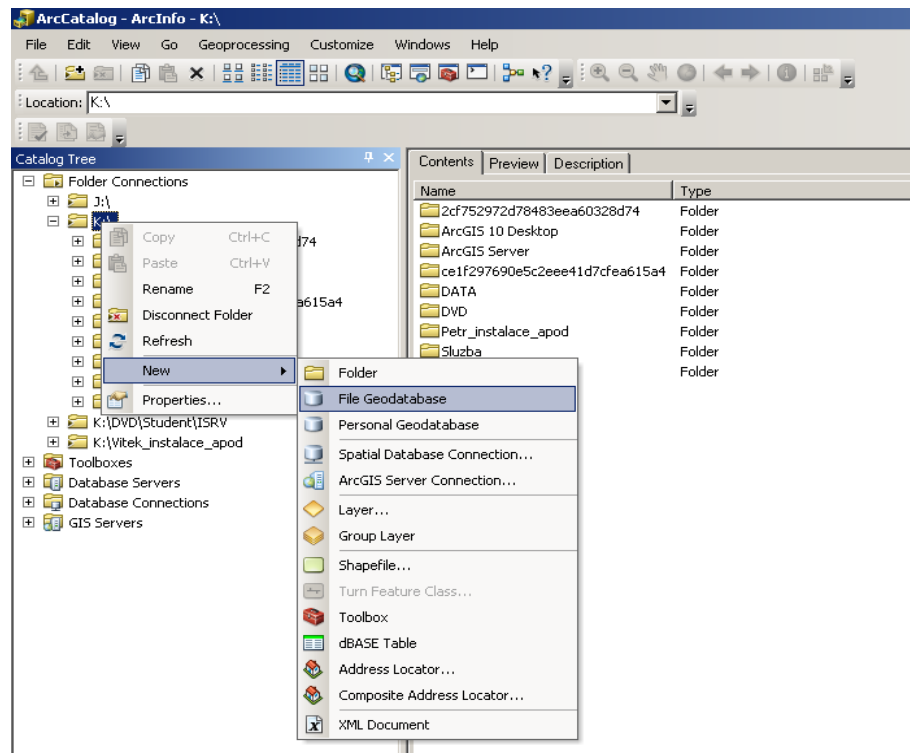 ArcCatalog - ArcInfo - K:\
File Edit View Go Geoprocessing Customize Windows Help
Location: K:\
Catalog Tree
Folder Connections
J:\
K:\
d74
a615a4
K:\DVD\Student\ISRV
K:\Vitek_instalace_apod
Toolboxes
Database Servers
Database Connections
GIS Servers
Copy Ctrl+C
Paste Ctrl+V
Rename F2
Disconnect Folder
Refresh
New
Properties...
Folder
File Geodatabase
Personal Geodatabase
Spatial Database Connection...
ArcGIS Server Connection...
Layer...
Group Layer
Shapefile...
Turn Feature Class...
Toolbox
dBASE Table
Address Locator...
Composite Address Locator...
XML Document
Contents Preview Description
Name Type
2cf752972d78483eea60328d74 Folder
ArcGIS 10 Desktop Folder
ArcGIS Server Folder
ce1f297690e5c2eee41d7cfea615a4 Folder
DATA Folder
DVD Folder
Petr_instalace_apod Folder
Sluzba Folder
Folder